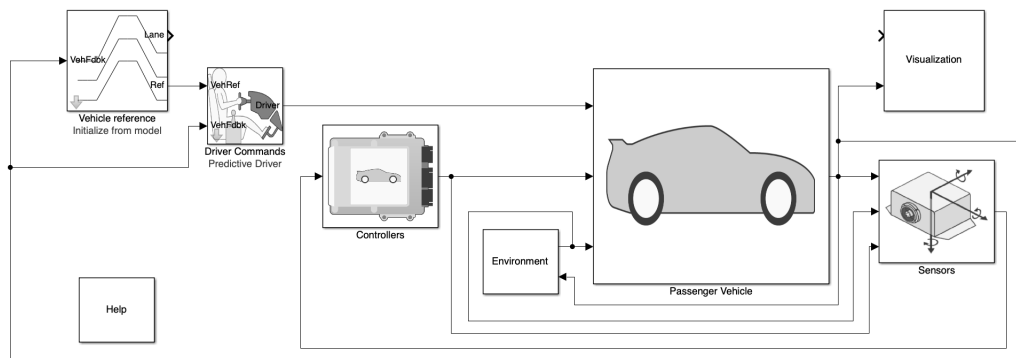 Lane
VehFdbk
Ref
Vehicle reference
Initialize from model
VehRef
Driver
VehFdbk
Driver Commands
Predictive Driver
Controllers
Environment
Passenger Vehicle
Visualization
Sensors
Help